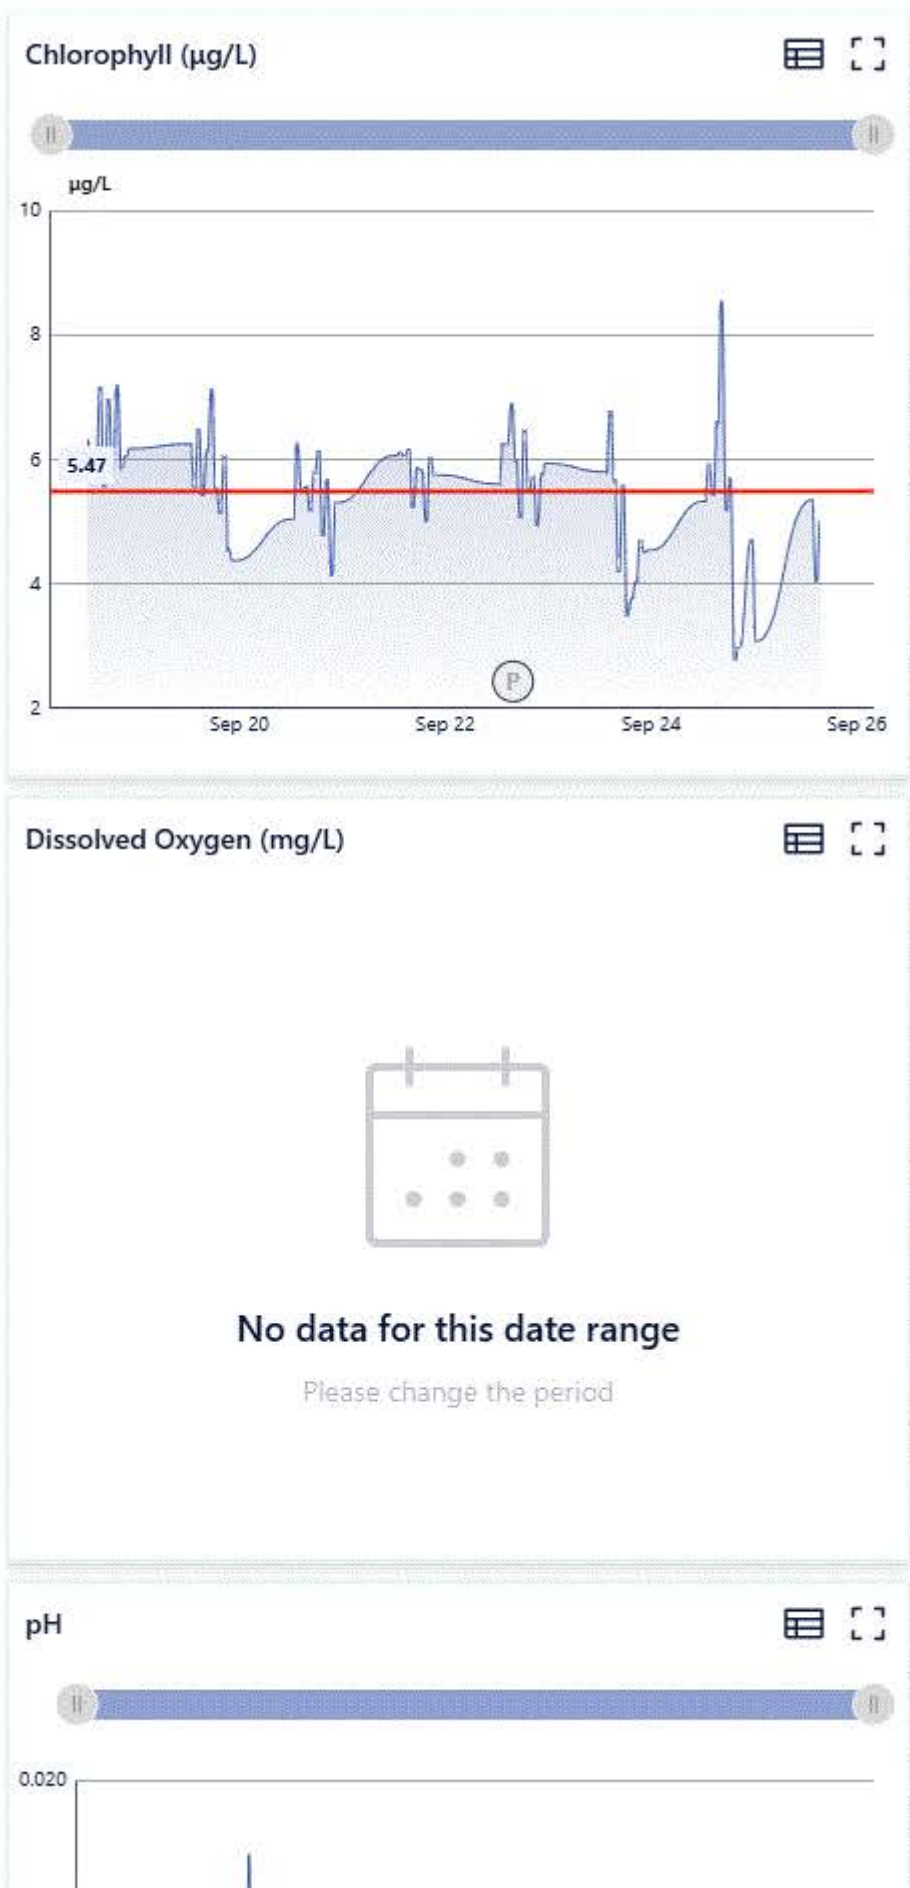 Chlorophyll (µg/L)
µg/L
10
8
6
5.47
4
P
2
Sep 20 Sep 22 Sep 24 Sep 26
Dissolved Oxygen (mg/L)
No data for this date range
Please change the period
pH
0.020